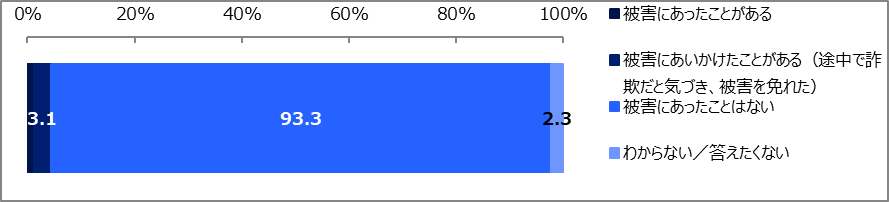 0% 20% 40% 60% 80% 100%
3.1 93.3 2.3
被害にあったことがある
被害にあいかけたことがある（途中で詐
欺だと気づき、被害を免れた）
被害にあったことはない
わからない／答えたくない